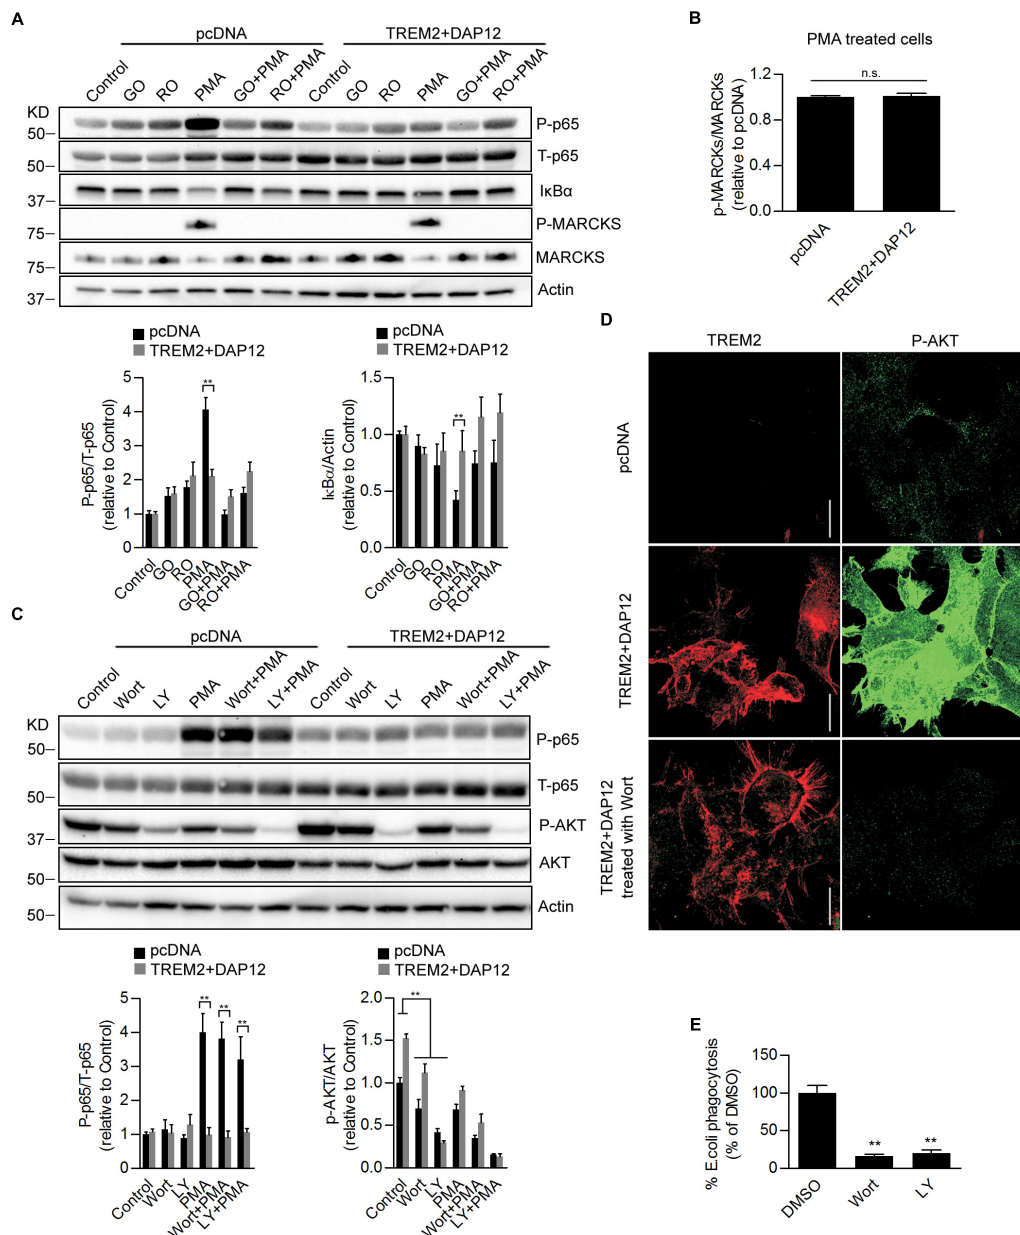 A
pcDNA
TREM2+DAP12
Control
GO
RO
PMA
GO+PMA
RO+PMA
Control
GO
RO
PMA
GO+PMA
RO+PMA
KD
50
P-p65
50
T-p65
37
IκBα
75
P-MARCKS
75
MARCKS
37
Actin
pcDNA
TREM2+DAP12
P-p65/T-p65
(relative to Control)
5
4
3
2
1
0
**
Control
GO
RO
PMA
GO+PMA
RO+PMA
pcDNA
TREM2+DAP12
IκBα/Actin
(relative to Control)
1.5
1.0
0.5
0.0
**
Control
GO
RO
PMA
GO+PMA
RO+PMA
B
PMA treated cells
p-MARCKs/MARCKs
(relative to pcDNA)
1.2
0.8
0.4
0.0
n.s.
pcDNA
TREM2+DAP12
C
pcDNA
TREM2+DAP12
Control
Wort
LY
PMA
Wort+PMA
LY+PMA
Control
Wort
LY
PMA
Wort+PMA
LY+PMA
KD
50
P-p65
50
T-p65
37
P-AKT
50
AKT
50
Actin
pcDNA
TREM2+DAP12
P-p65/T-p65
(relative to Control)
5
4
3
2
1
0
**
**
**
Control
Wort
LY
PMA
Wort+PMA
LY+PMA
pcDNA
TREM2+DAP12
p-AKT/AKT
(relative to Control)
2.0
1.5
1.0
0.5
0.0
**
Control
Wort
LY
PMA
Wort+PMA
LY+PMA
D
TREM2
P-AKT
pcDNA
TREM2+DAP12
TREM2+DAP12
treated with Wort
E
% E.coli phagocytosis
(% of DMSO)
150
100
50
0
**
**
DMSO
Wort
LY